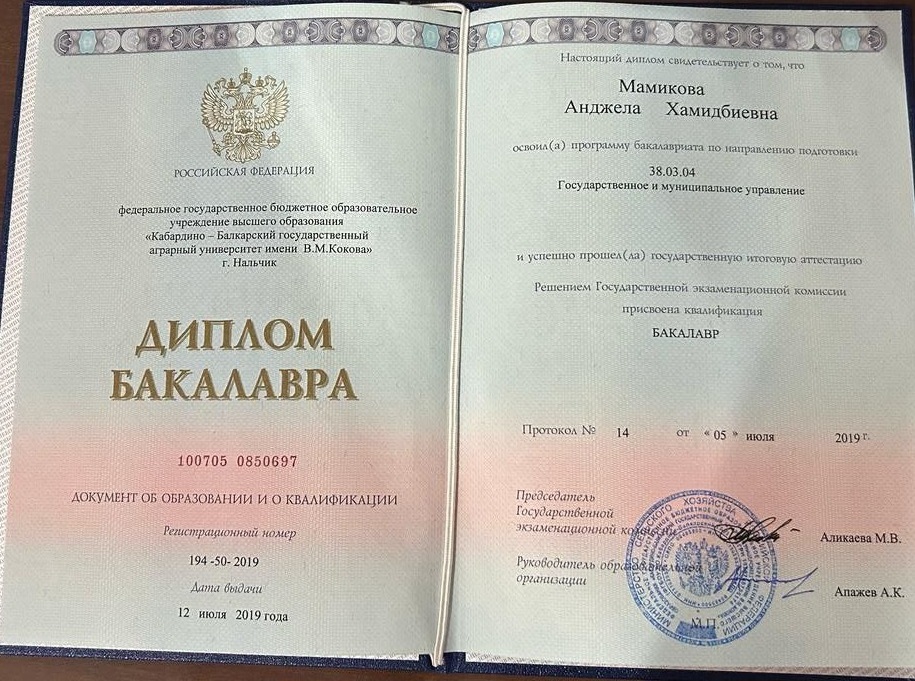 РОССИЙСКАЯ ФЕДЕРАЦИЯ
федеральное государственное бюджетное образовательное
учреждение высшего образования
«Кабардино – Балкарский государственный
аграрный университет имени В.М.Кокова»
г. Нальчик
ДИПЛОМ
БАКАЛАВРА
100705 0850697
ДОКУМЕНТ ОБ ОБРАЗОВАНИИ И О КВАЛИФИКАЦИИ
Регистрационный номер
194 -50- 2019
Дата выдачи
12 июля 2019 года
Настоящий диплом свидетельствует о том, что
Мамикова
Анджела Хамидбиевна
освоил(а) программу бакалавриата по направлению подготовки
38.03.04
Государственное и муниципальное управление
и успешно прошел(ла) государственную итоговую аттестацию
Решением Государственной экзаменационной комиссии
присвоена квалификация
БАКАЛАВР
Протокол № 14 от « 05 » июля 2019 г.
Председатель
Государственной
экзаменационной комиссии
Аликаева М.В.
Руководитель образовательной
организации
Апажев А.К.
М.П.